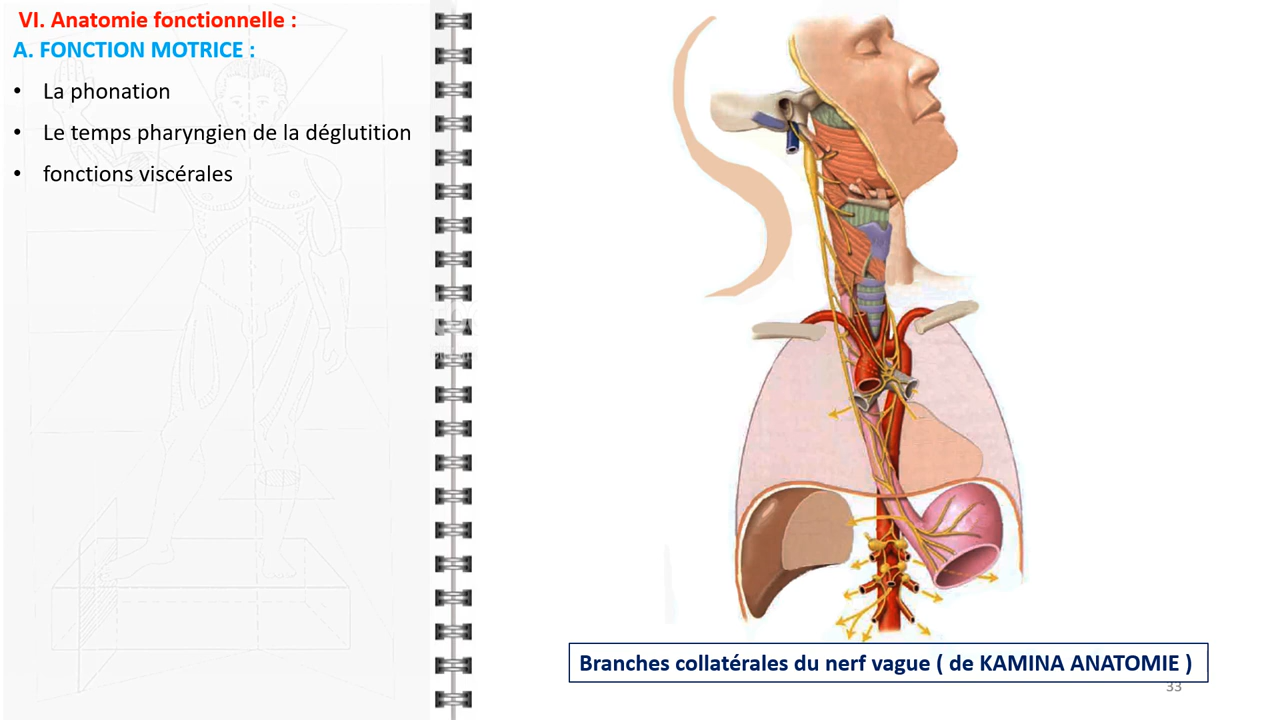 VI. Anatomie fonctionnelle :
A. FONCTION MOTRICE :
• La phonation
• Le temps pharyngien de la déglutition
• fonctions viscérales
Branches collatérales du nerf vague ( de KAMINA ANATOMIE )
33